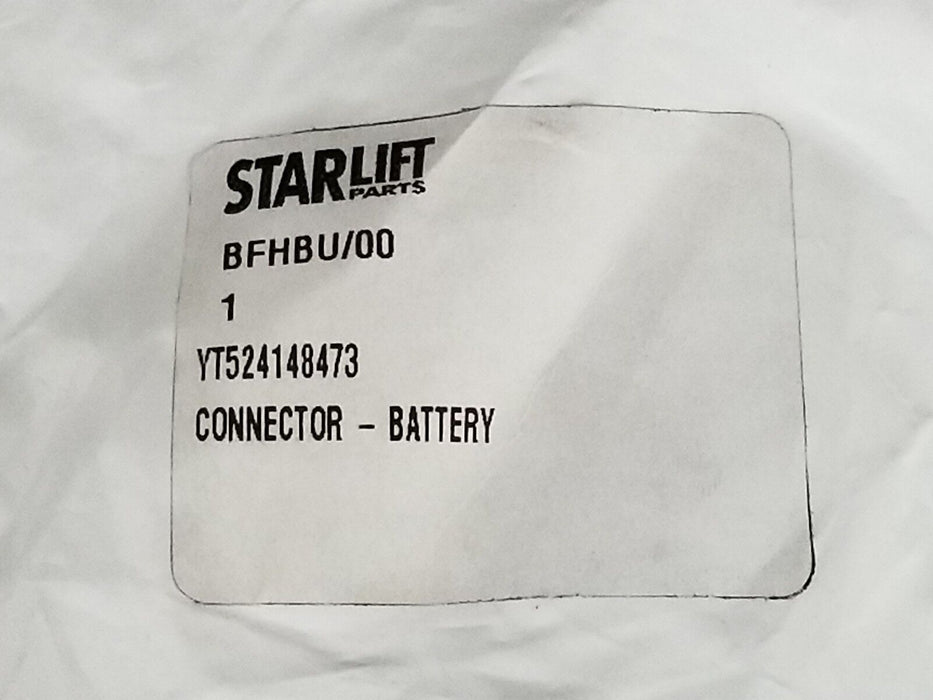 STARLIFT
PARTS
BFHBU/00
1
YT524148473
CONNECTOR - BATTERY